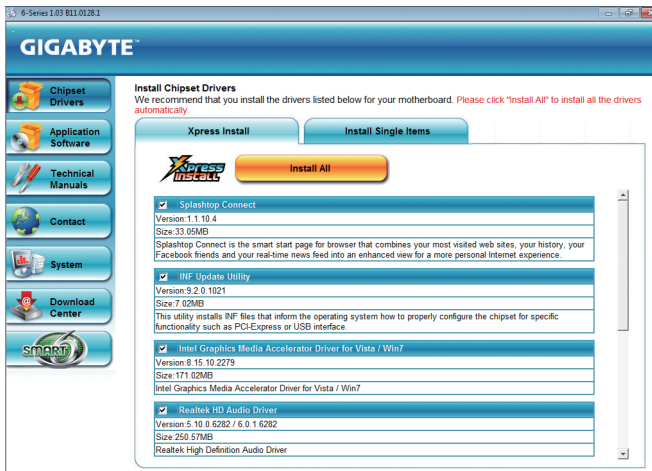 6-Series 1.03 B11.0128.1
GIGABYTE™
Chipset
Drivers
Application
Software
Technical
Manuals
Contact
System
Download
Center
SMART 6
Install Chipset Drivers
We recommend that you install the drivers listed below for your motherboard. Please click "Install All" to install all the drivers
automatically.
Xpress Install
Install Single Items
Xpress
Install
Install All
Splashtop Connect
Version:1.1.10.4
Size:33.05MB
Splashtop Connect is the smart start page for browser that combines your most visited web sites, your history, your
Facebook friends and your real-time news feed into an enhanced view for a more personal Internet experience.
INF Update Utility
Version:9.2.0.1021
Size:7.02MB
This utility installs INF files that inform the operating system how to properly configure the chipset for specific
functionality such as PCI-Express or USB interface.
Intel Graphics Media Accelerator Driver for Vista / Win7
Version:8.15.10.2279
Size:171.02MB
Intel Graphics Media Accelerator Driver for Vista / Win7
Realtek HD Audio Driver
Version:5.10.0.6282 / 6.0.1.6282
Size:250.57MB
Realtek High Definition Audio Driver